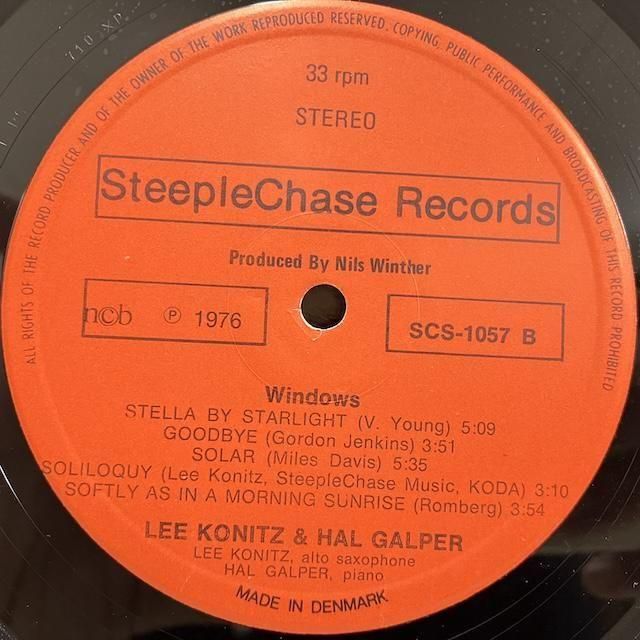 ALL RIGHTS OF THE RECORD PRODUCER AND OF THE OWNER OF THE WORK REPRODUCED RESERVED. COPYING, PUBLIC PERFORMANCE AND BROADCASTING OF THIS RECORD PROHIBITED
33 rpm
STEREO
SteepleChase Records
Produced By Nils Winther
n©b ℗ 1976
SCS-1057 B
Windows
STELLA BY STARLIGHT (V. Young) 5:09
GOODBYE (Gordon Jenkins) 3:51
SOLAR (Miles Davis) 5:35
SOLILOQUY (Lee Konitz, SteepleChase Music, KODA) 3:10
SOFTLY AS IN A MORNING SUNRISE (Romberg) 3:54
LEE KONITZ & HAL GALPER
LEE KONITZ, alto saxophone
HAL GALPER, piano
MADE IN DENMARK